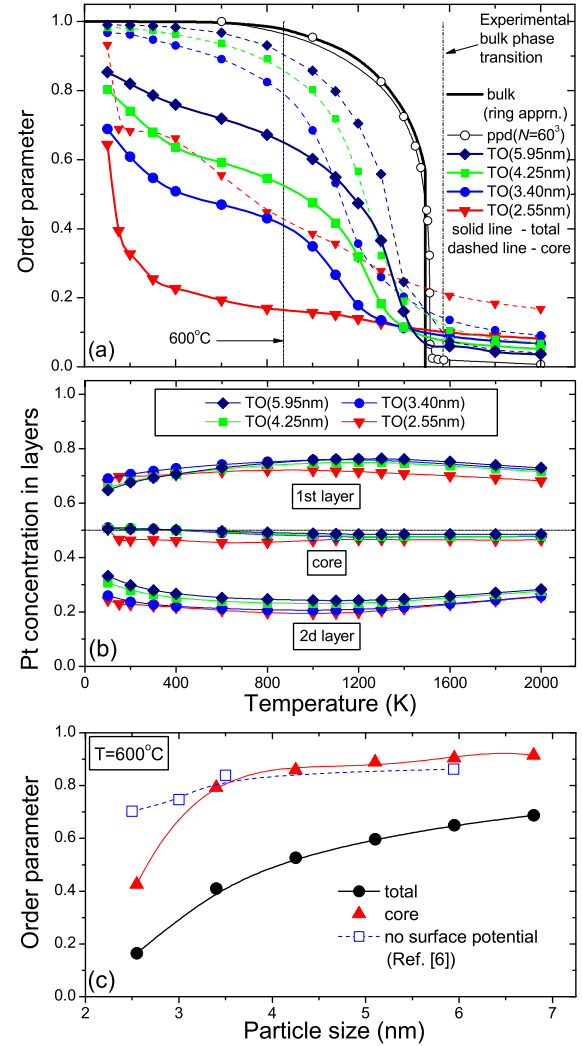 1.0
0.8
0.6
0.4
0.2
0.0
Order parameter
(a)
600°C
Experimental
bulk phase
transition
bulk
(ring apprn.)
ppd(N=60³)
TO(5.95nm)
TO(4.25nm)
TO(3.40nm)
TO(2.55nm)
solid line - total
dashed line - core
1.0
0.8
0.6
0.4
0.2
0.0
Pt concentration in layers
TO(5.95nm) TO(3.40nm)
TO(4.25nm) TO(2.55nm)
1st layer
core
2d layer
(b)
0 400 800 1200 1600 2000
Temperature (K)
1.0
0.8
0.6
0.4
0.2
0.0
Order parameter
T=600°C
total
core
no surface potential
(Ref. [6])
(c)
2 3 4 5 6 7
Particle size (nm)